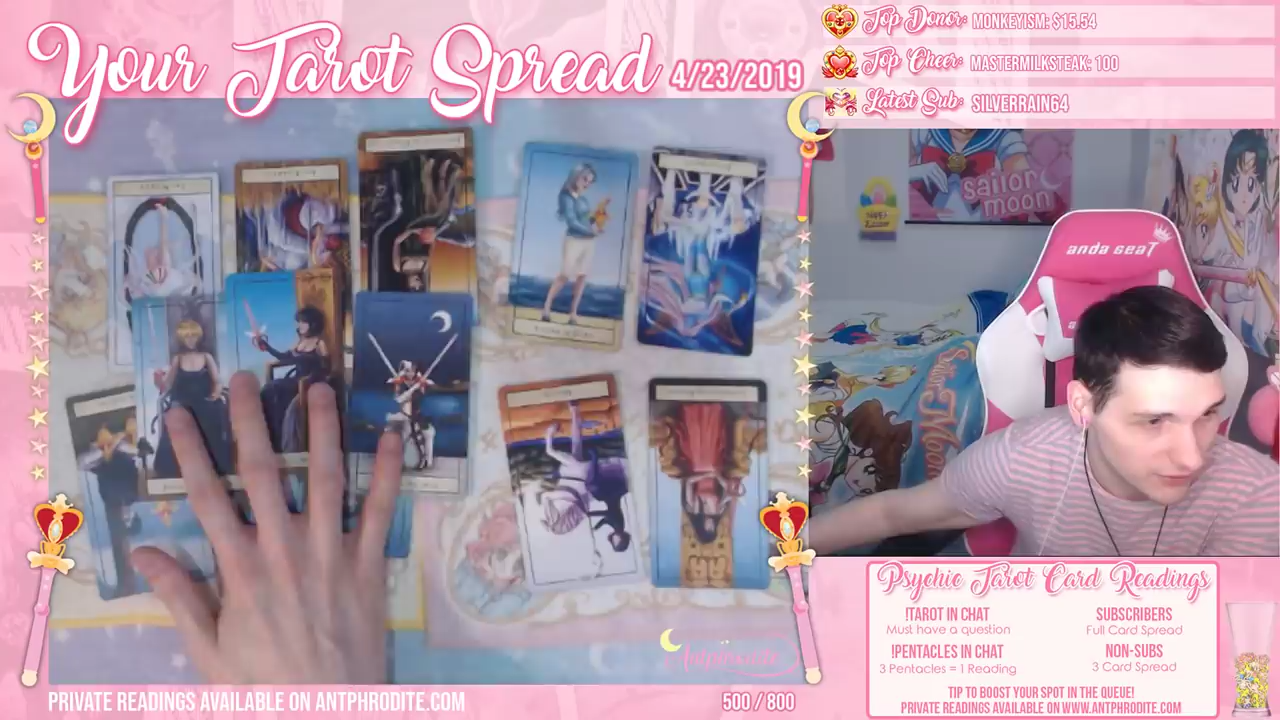 Your Tarot Spread 4/23/2019
Top Donor: MONKEYISM: $15.54
Top Cheer: MASTERMILKSTEAK: 100
Latest Sub: SILVERRAIN64
sailor
moon
anda seaT
Sailor Moon
Psychic Tarot Card Readings
!TAROT IN CHAT
Must have a question
!PENTACLES IN CHAT
3 Pentacles = 1 Reading
SUBSCRIBERS
Full Card Spread
NON-SUBS
3 Card Spread
TIP TO BOOST YOUR SPOT IN THE QUEUE!
PRIVATE READINGS AVAILABLE ON WWW.ANTPHRODITE.COM
Antphrodite
PRIVATE READINGS AVAILABLE ON ANTPHRODITE.COM
500 / 800